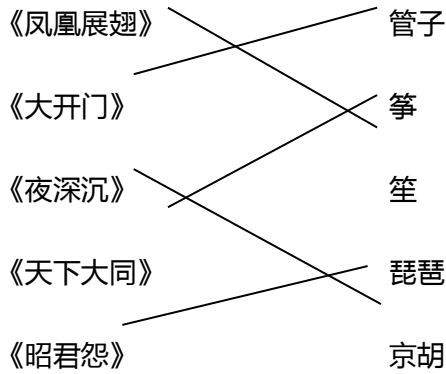 《凤凰展翅》 管子
《大开门》 筝
《夜深沉》 笙
《天下大同》 琵琶
《昭君怨》 京胡